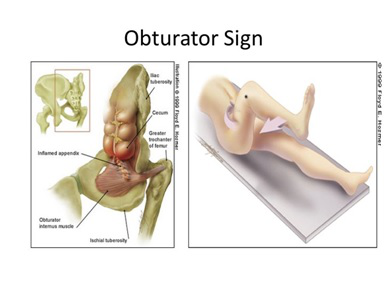 Obturator Sign
Iliac
tuberosity
Cecum
Greater
trochanter
of femur
Inflamed appendix
Obturator
internus muscle
Ischial tuberosity
Illustration © 1999 Floyd E. Hosmer
© 1999 Floyd E. Hosmer